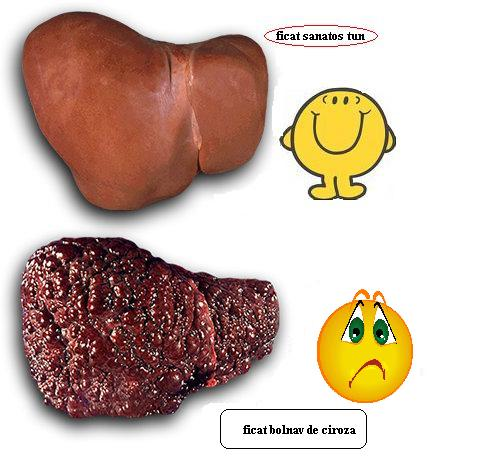 ficat sanatos tun
ficat bolnav de ciroza